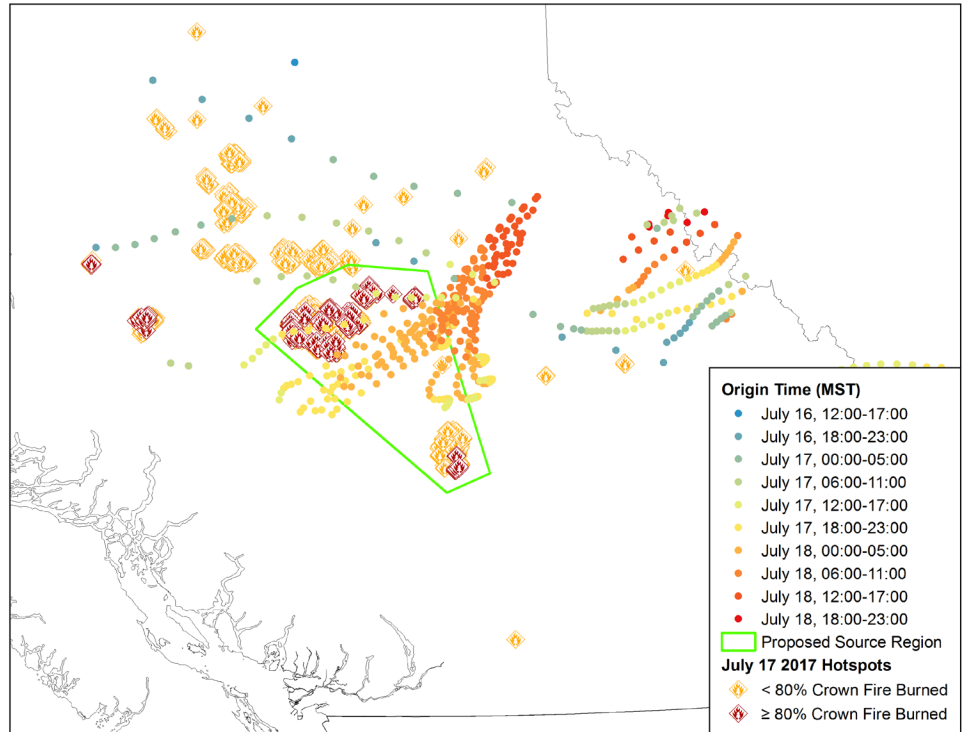 Origin Time (MST)
July 16, 12:00-17:00
July 16, 18:00-23:00
July 17, 00:00-05:00
July 17, 06:00-11:00
July 17, 12:00-17:00
July 17, 18:00-23:00
July 18, 00:00-05:00
July 18, 06:00-11:00
July 18, 12:00-17:00
July 18, 18:00-23:00
Proposed Source Region
July 17 2017 Hotspots
< 80% Crown Fire Burned
≥ 80% Crown Fire Burned